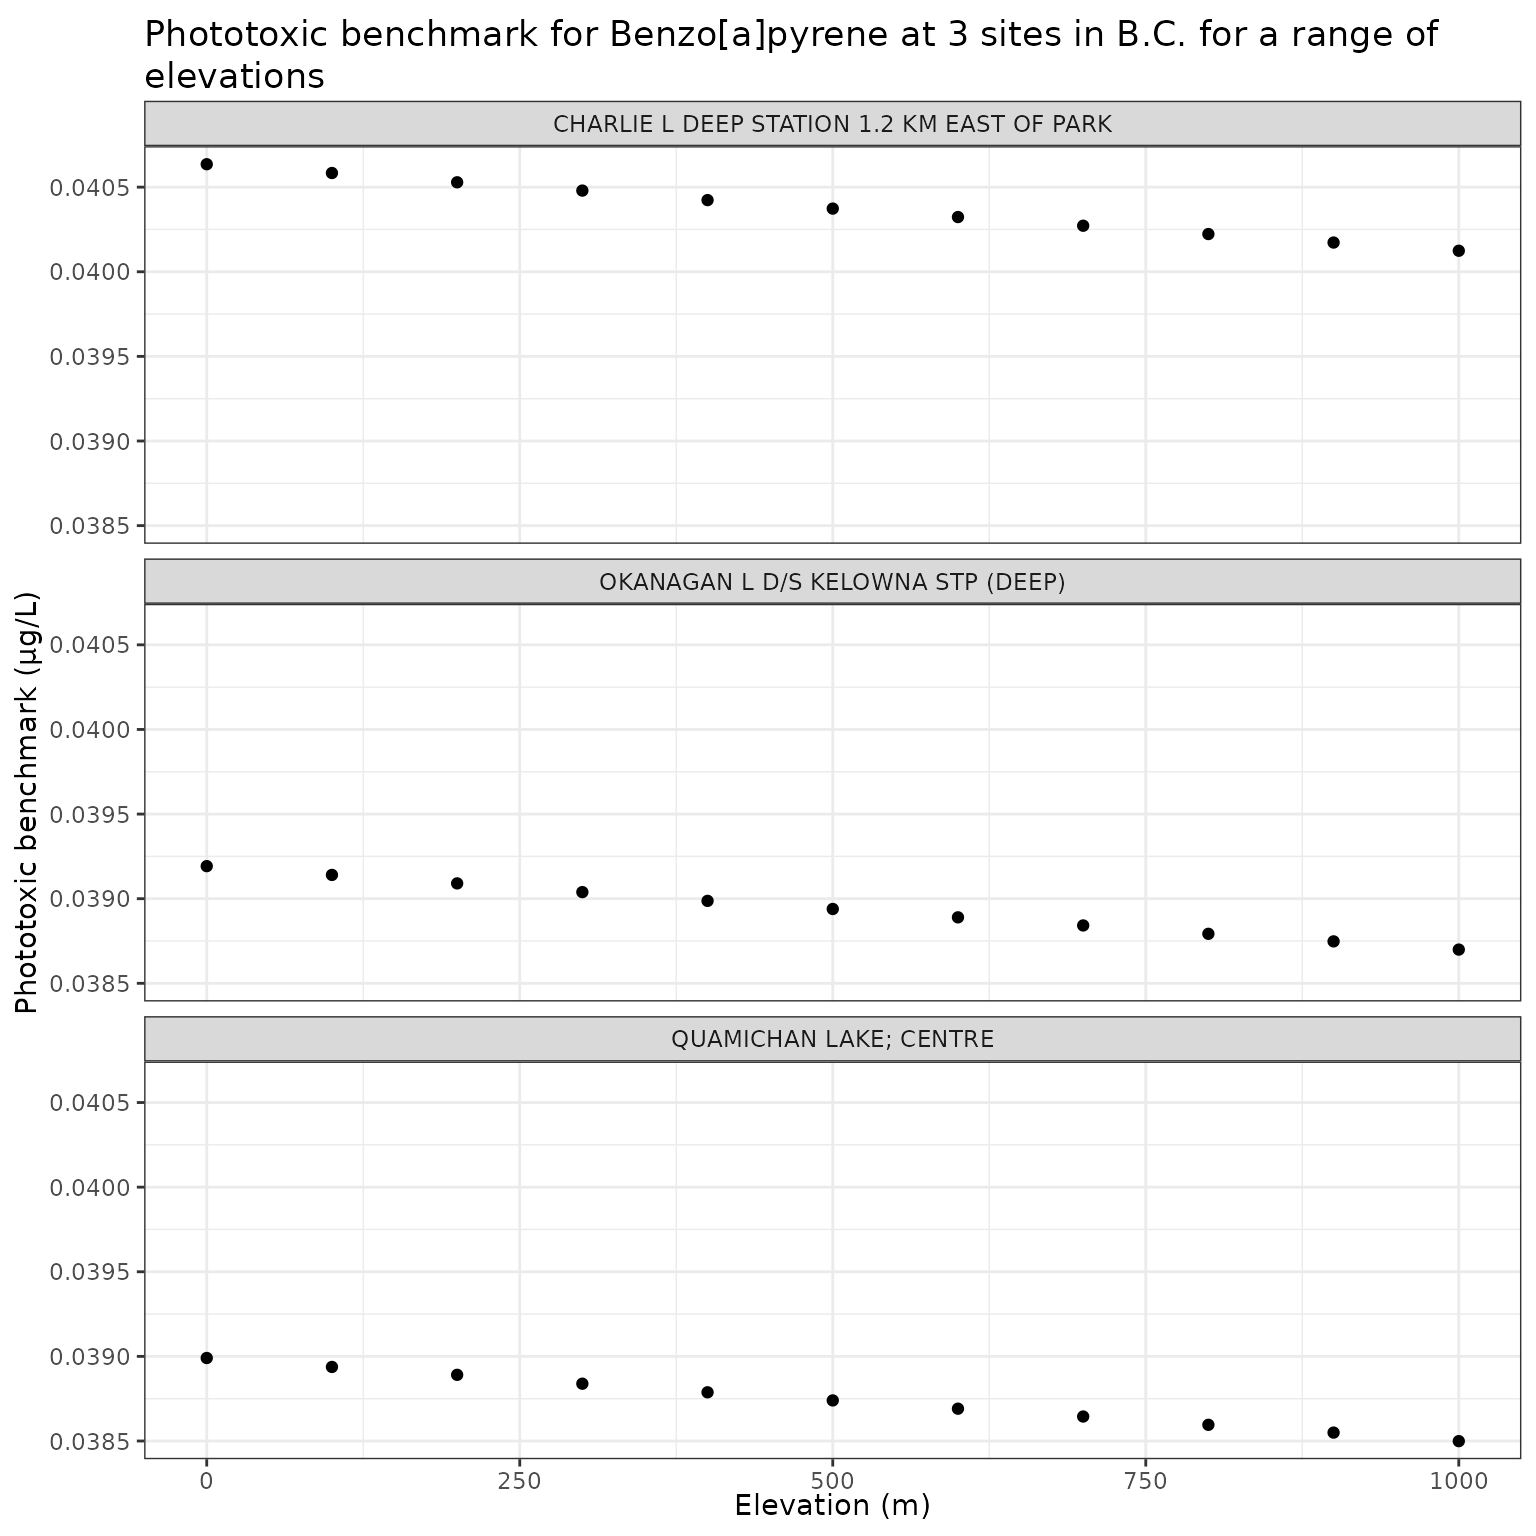 Phototoxic benchmark for Benzo[a]pyrene at 3 sites in B.C. for a range of
elevations
CHARLIE L DEEP STATION 1.2 KM EAST OF PARK
0.0405
0.0400
0.0395
0.0390
0.0385
OKANAGAN L D/S KELOWNA STP (DEEP)
0.0405
0.0400
0.0395
0.0390
0.0385
QUAMICHAN LAKE; CENTRE
0.0405
0.0400
0.0395
0.0390
0.0385
Phototoxic benchmark (µg/L)
0 250 500 750 1000
Elevation (m)